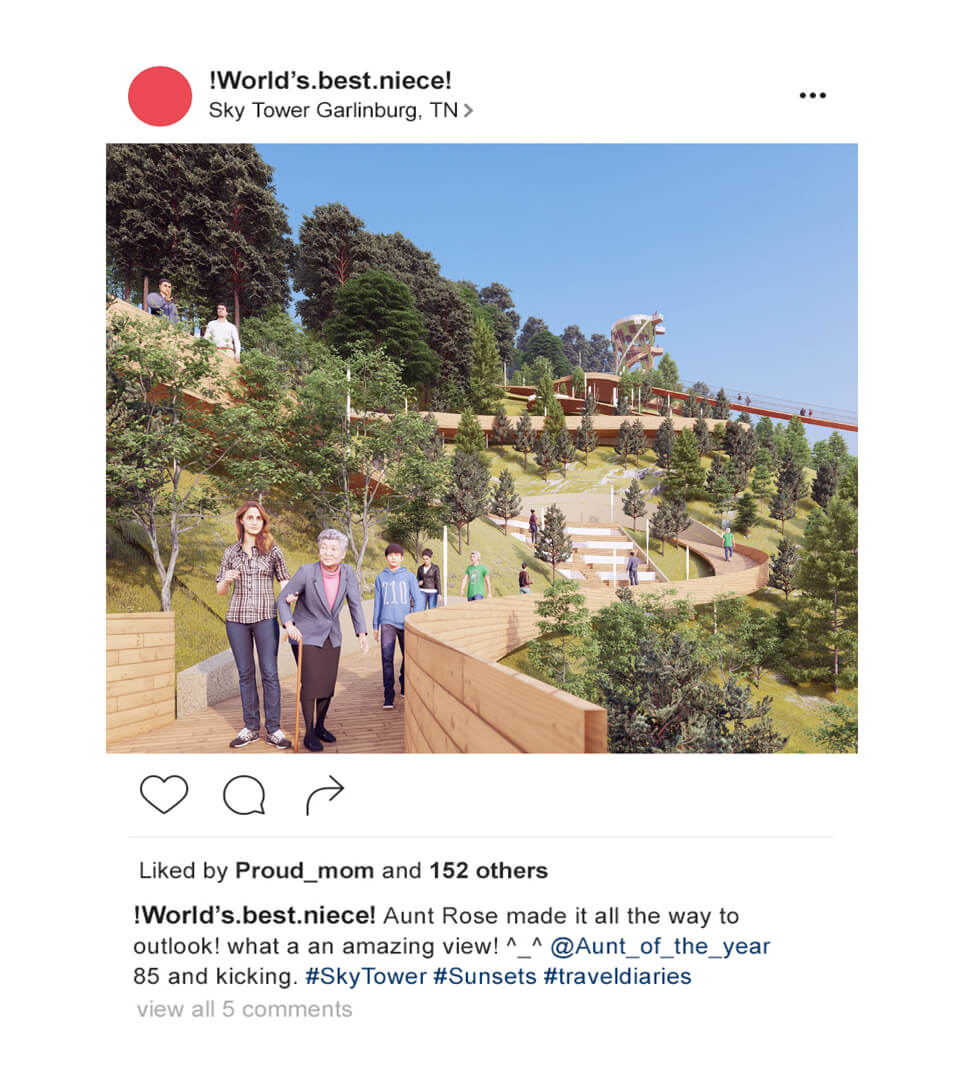 !World’s.best.niece!
Sky Tower Garlinburg, TN >
210
Liked by Proud_mom and 152 others
!World’s.best.niece! Aunt Rose made it all the way to
outlook! what a an amazing view! ^_^ @Aunt_of_the_year
85 and kicking. #SkyTower #Sunsets #traveldiaries
view all 5 comments